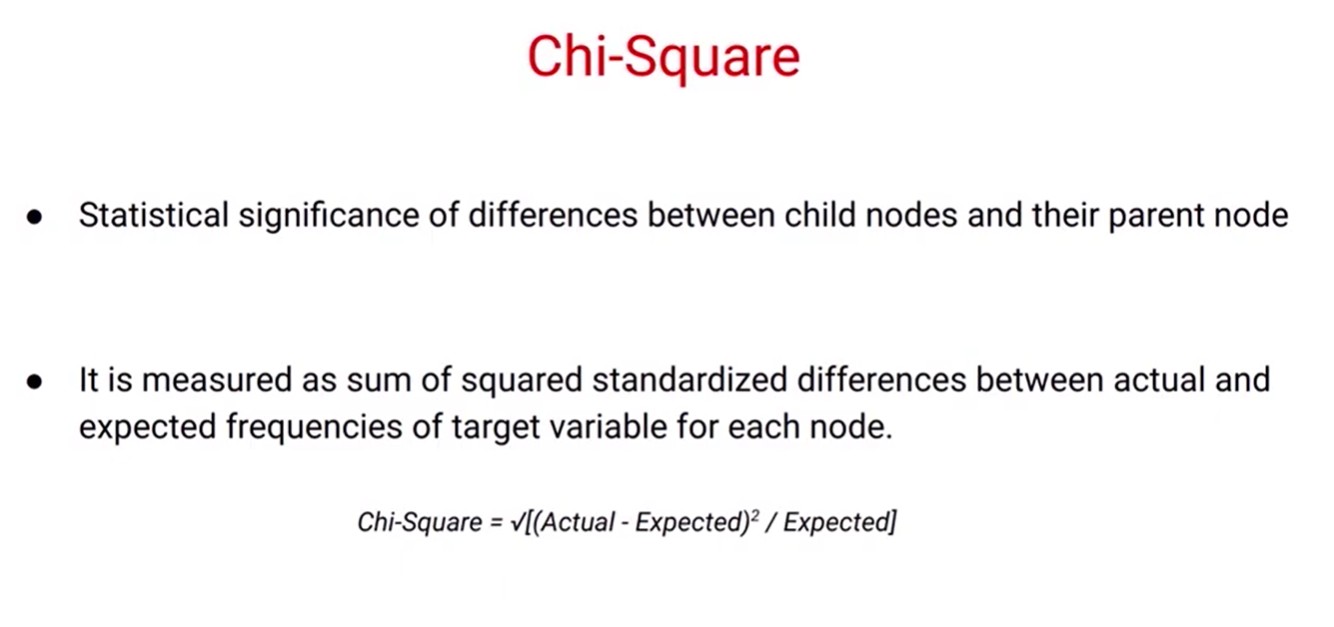 Chi-Square
● Statistical significance of differences between child nodes and their parent node
● It is measured as sum of squared standardized differences between actual and
expected frequencies of target variable for each node.
Chi-Square = √[(Actual - Expected)² / Expected]